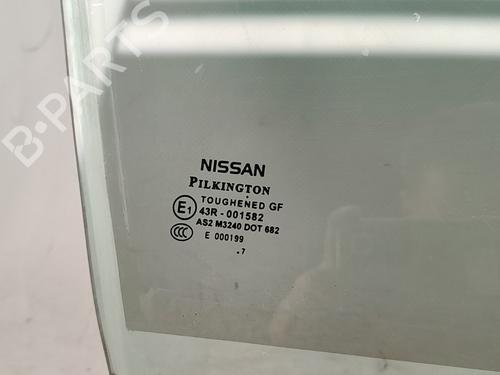 B-PARTS
NISSAN
PILKINGTON
TOUGHENED GF
E1 43R - 001582
AS2 M3240 DOT 682
CCC E 000199
.7